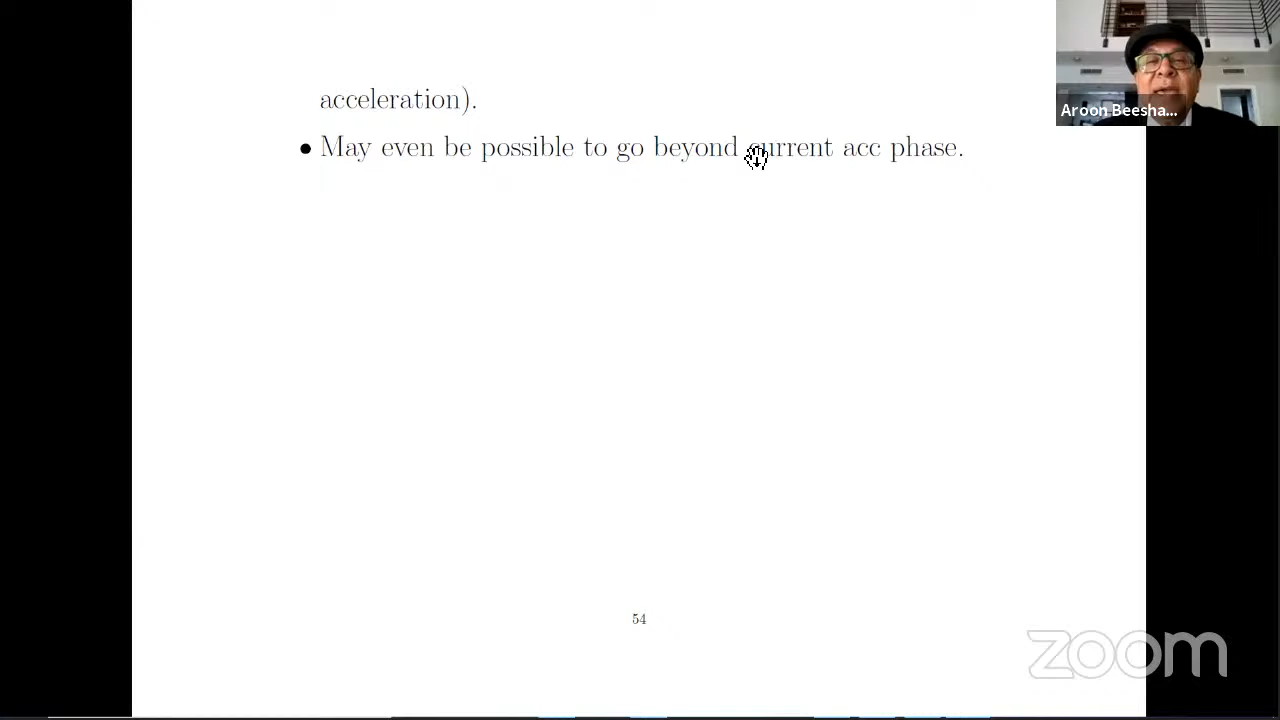 acceleration).
• May even be possible to go beyond current acc phase.
Aroon Beesha...
54
zoom